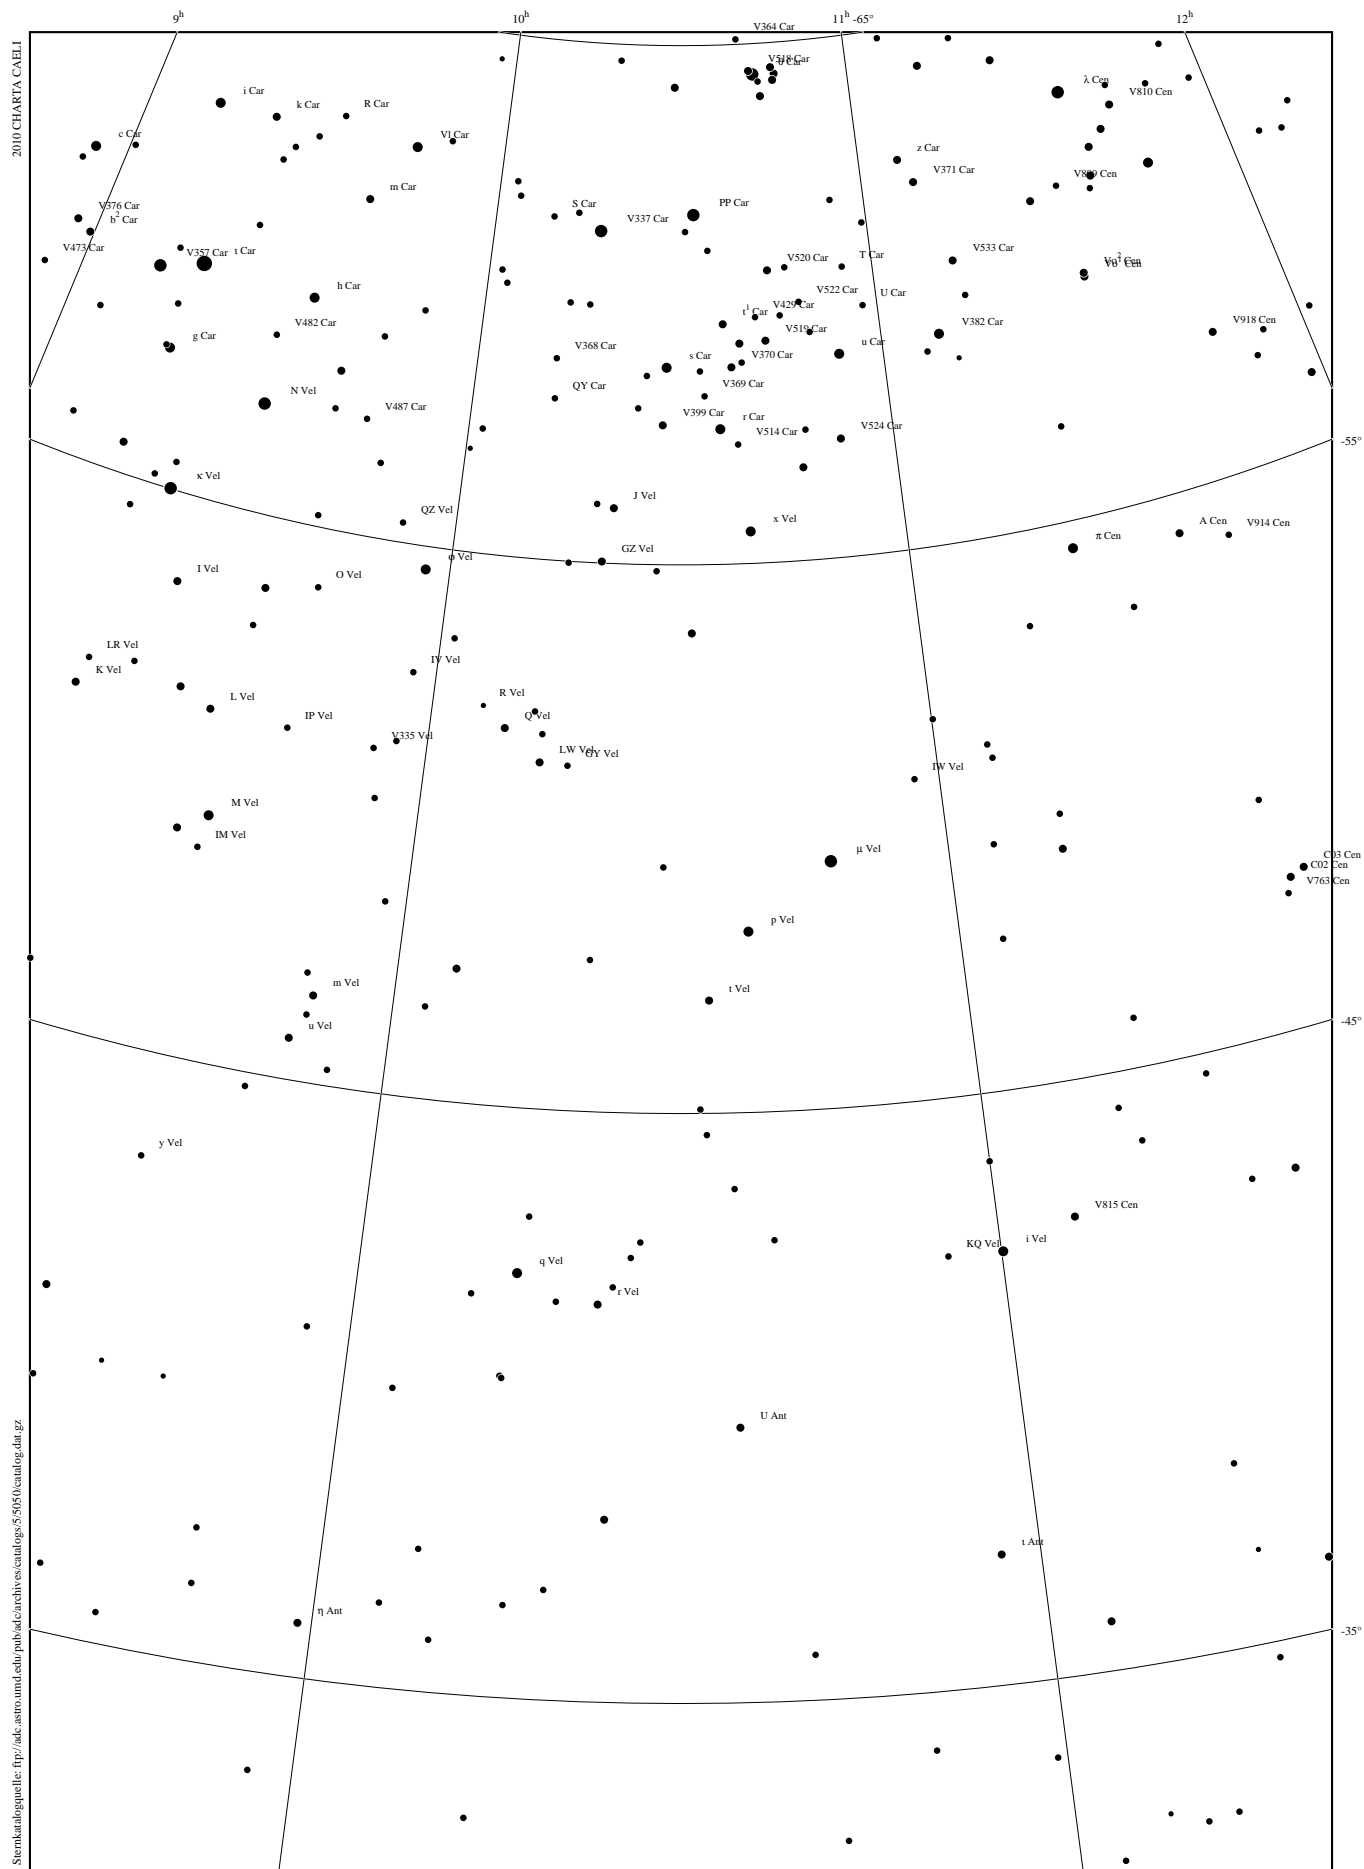 9h
10h
11h -65°
12h
2010 CHARTA CAELI
V364 Car
V518 Car
θ Car
i Car
k Car
R Car
λ Cen
V810 Cen
c Car
VI Car
z Car
V371 Car
m Car
V376 Car
b2 Car
S Car
V337 Car
PP Car
V473 Car
V357 Car
ι Car
V520 Car
T Car
V533 Car
h Car
V522 Car
U Car
t1 Car
V429 Car
V482 Car
V519 Car
V382 Car
V918 Cen
g Car
u Car
V368 Car
s Car
V370 Car
N Vel
QY Car
V369 Car
V487 Car
V399 Car
r Car
V514 Car
V524 Car
-55°
κ Vel
QZ Vel
J Vel
x Vel
A Cen
V914 Cen
π Cen
φ Vel
GZ Vel
I Vel
O Vel
LR Vel
K Vel
IV Vel
L Vel
R Vel
IP Vel
Q Vel
V335 Vel
LW Vel
GY Vel
IW Vel
M Vel
IM Vel
μ Vel
C03 Cen
C02 Cen
V763 Cen
p Vel
m Vel
t Vel
u Vel
-45°
y Vel
V815 Cen
KQ Vel
i Vel
q Vel
r Vel
U Ant
ι Ant
η Ant
-35°
Sternkatalogquelle: ftp://adc.astro.umd.edu/pub/adc/archives/catalogs/5/5050/catalog.dat.gz